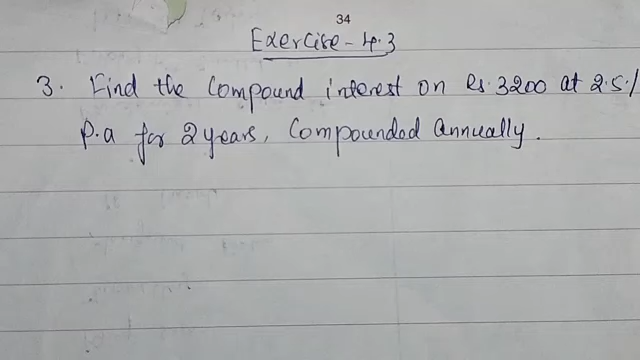 34
Exercise - 4.3
3. Find the Compound interest on Rs. 3200 at 2.5%
P.a for 2 years, Compounded annually.